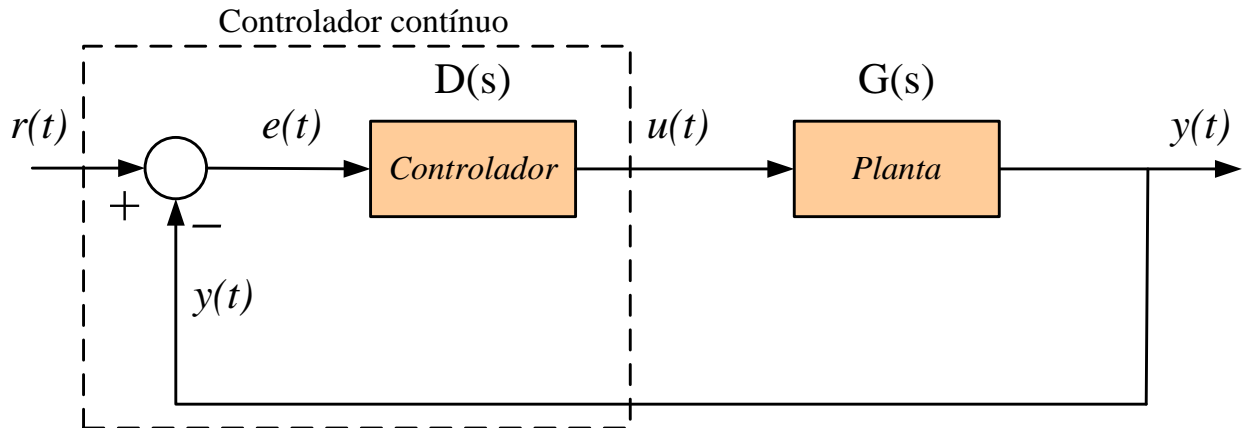 Controlador contínuo
D(s)
G(s)
r(t)
e(t)
u(t)
y(t)
Controlador
Planta
+
−
y(t)